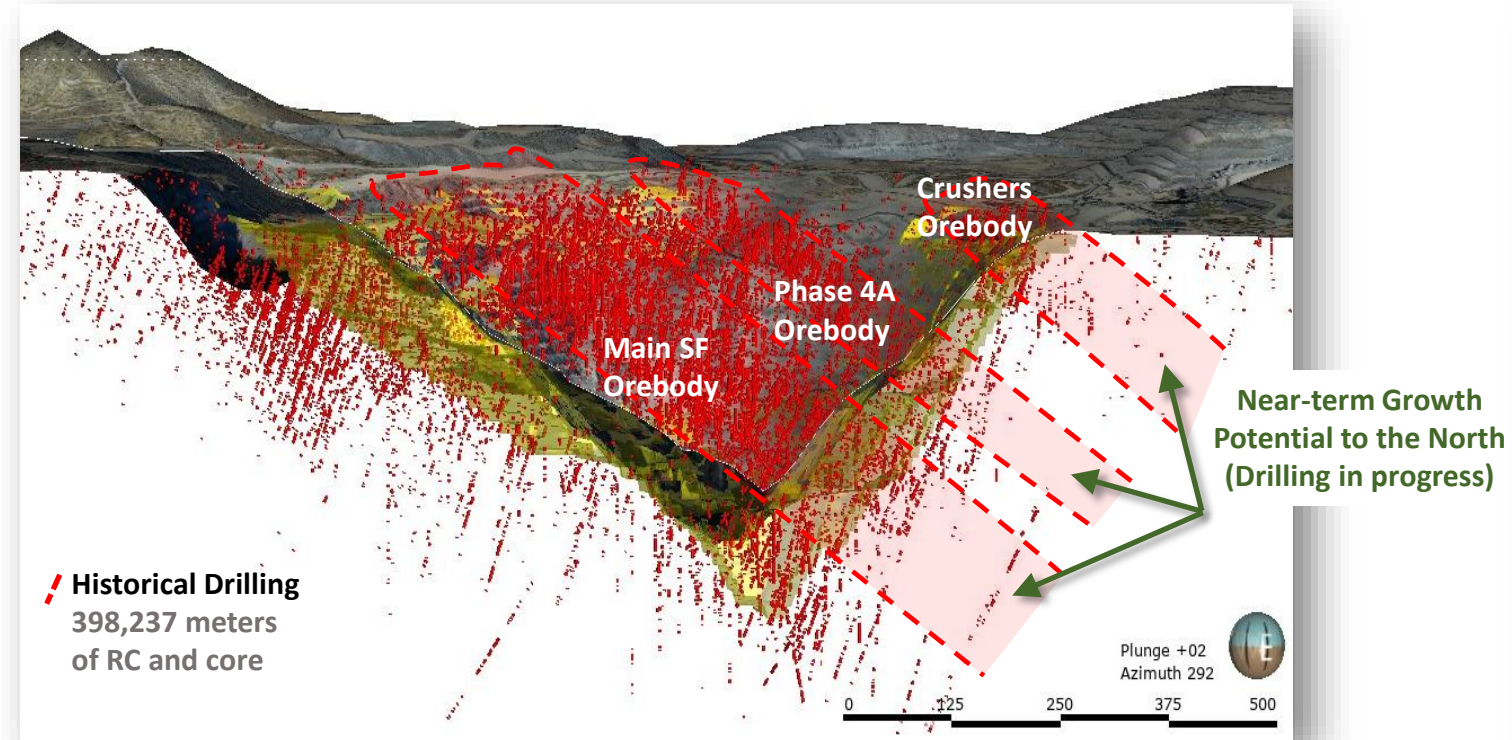 Crushers
Orebody
Phase 4A
Orebody
Main SF
Orebody
Near-term Growth
Potential to the North
(Drilling in progress)
Historical Drilling
398,237 meters
of RC and core
Plunge +02
Azimuth 292
E
0 125 250 375 500